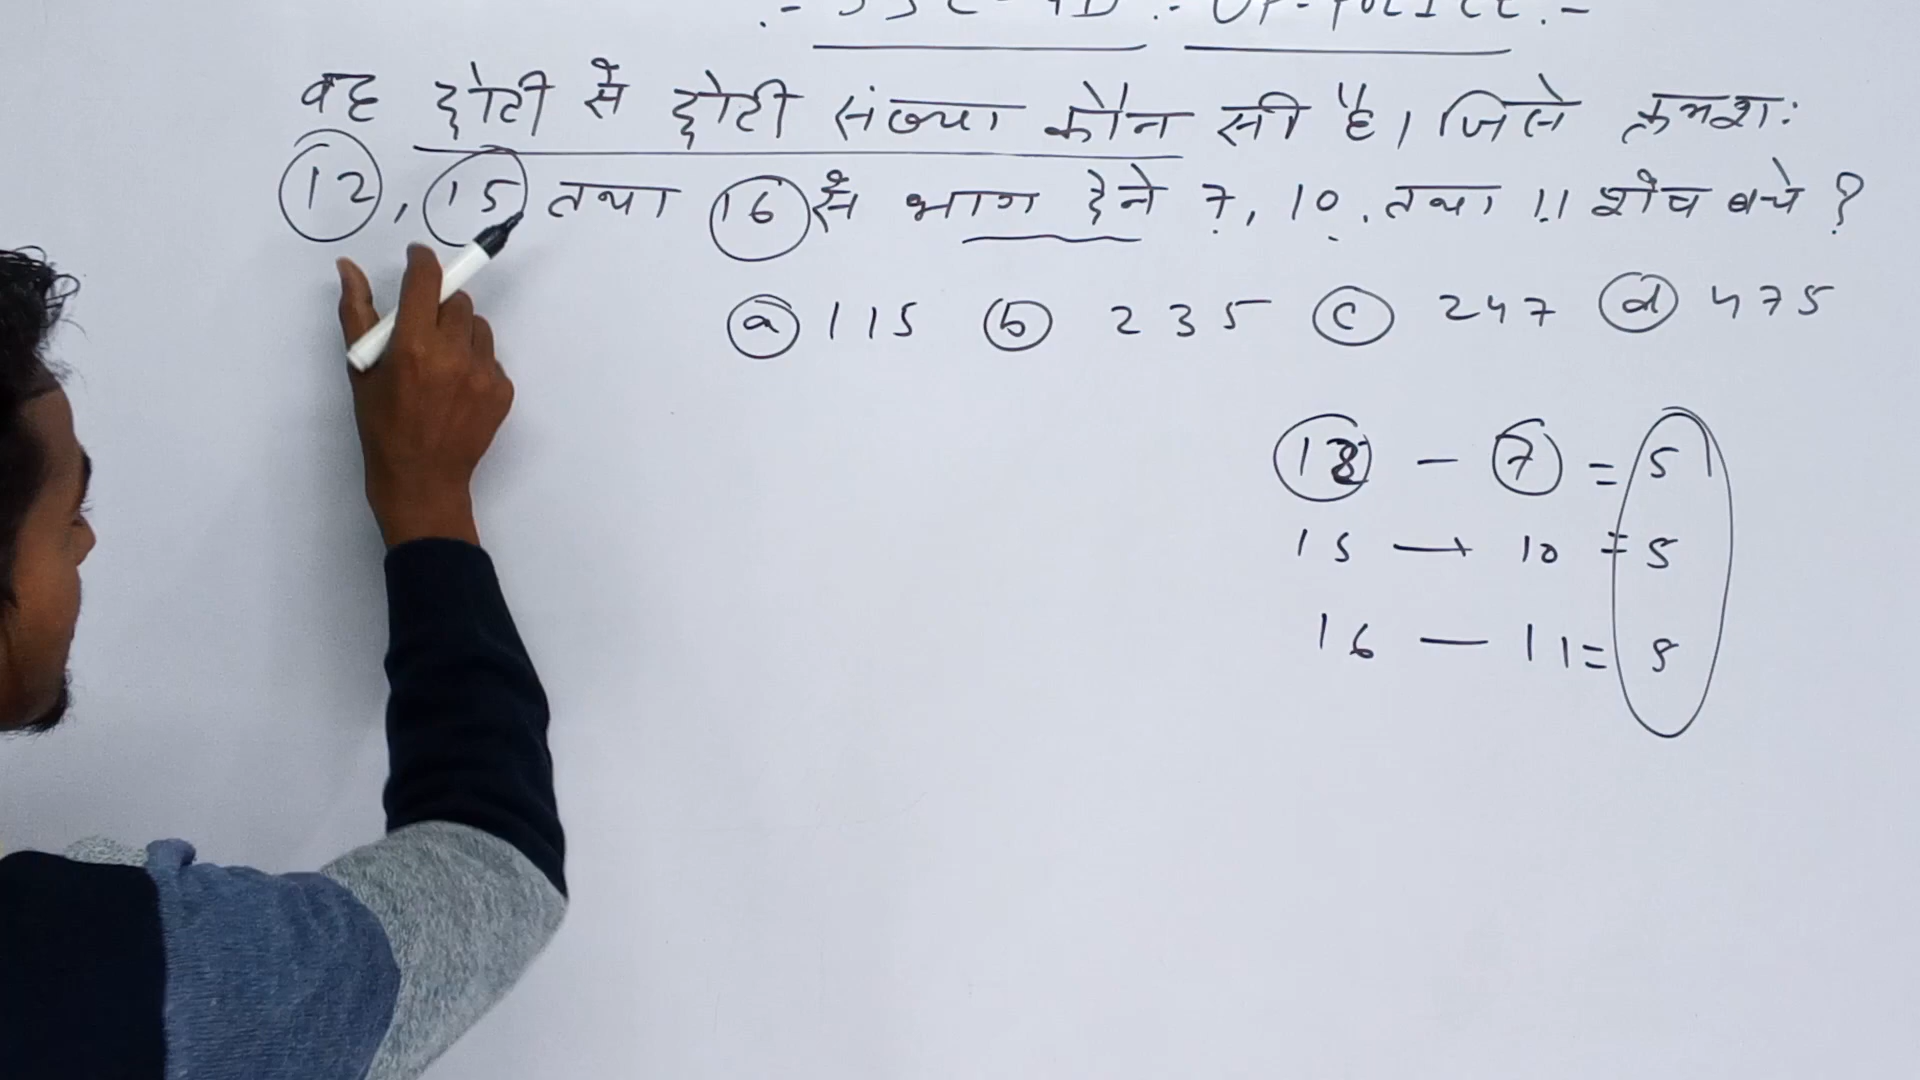 :- SSC-GD :- UP-POLICE :-
वह छोटी से छोटी संख्या कौन सी है। जिसे क्रमश:
12, 15 तथा 16 से भाग देने 7, 10. तथा 11 शेष बचे ?
(a) 115 (b) 235 (c) 247 (d) 475
12 - 7 = 5
15 - 10 = 5
16 - 11 = 5